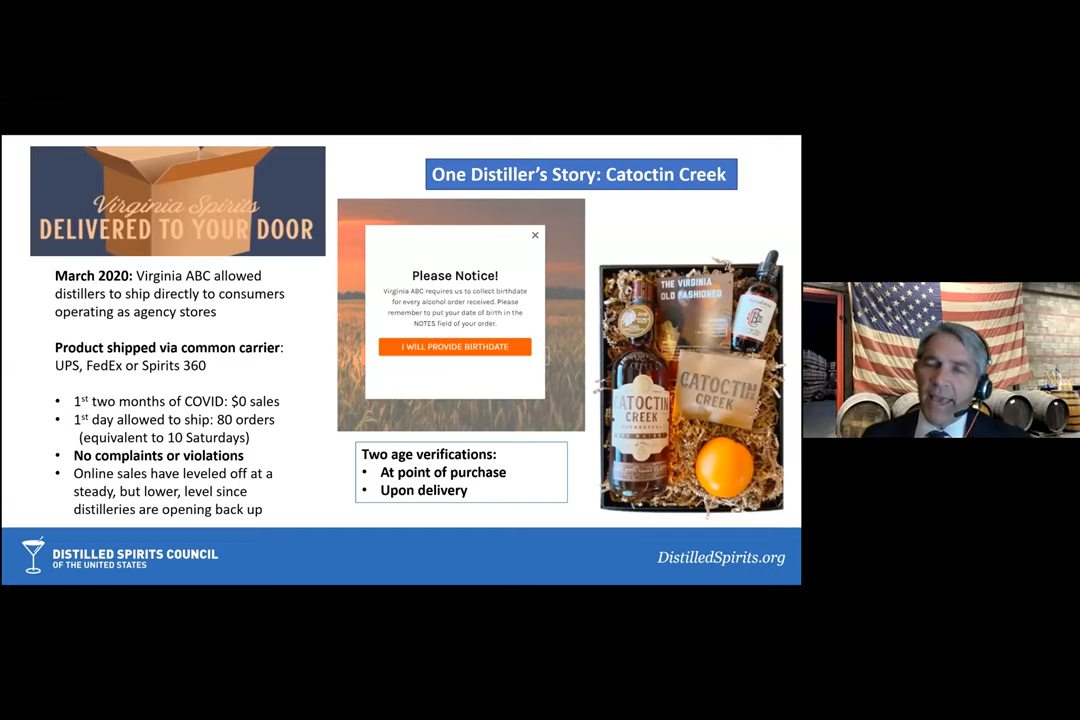 Virginia Spirits
DELIVERED TO YOUR DOOR
March 2020: Virginia ABC allowed
distillers to ship directly to consumers
operating as agency stores
Product shipped via common carrier:
UPS, FedEx or Spirits 360
• 1st two months of COVID: $0 sales
• 1st day allowed to ship: 80 orders
(equivalent to 10 Saturdays)
• No complaints or violations
• Online sales have leveled off at a
steady, but lower, level since
distilleries are opening back up
One Distiller's Story: Catoctin Creek
×
Please Notice!
Virginia ABC requires us to collect birthdate
for every alcohol order received. Please
remember to put your date of birth in the
NOTES field of your order.
I WILL PROVIDE BIRTHDATE
Two age verifications:
• At point of purchase
• Upon delivery
THE VIRGINIA
OLD FASHIONED
CATOCTIN
CREEK
CATOCTIN
CREEK
DISTILLED SPIRITS COUNCIL
OF THE UNITED STATES
DistilledSpirits.org